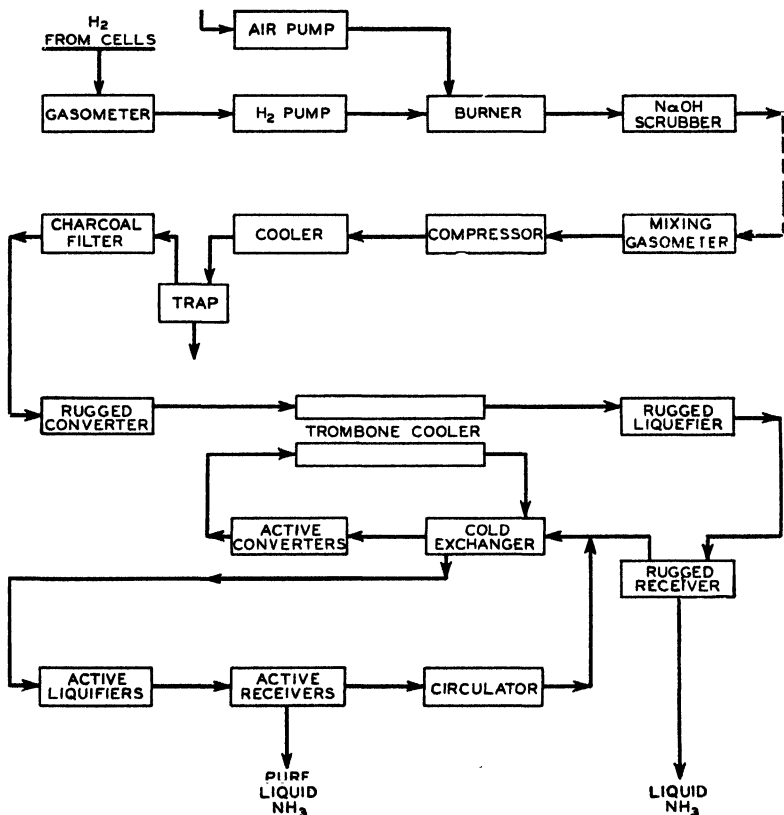 H₂
FROM CELLS
AIR PUMP
GASOMETER
H₂ PUMP
BURNER
NaOH
SCRUBBER
CHARCOAL
FILTER
COOLER
COMPRESSOR
MIXING
GASOMETER
TRAP
RUGGED
CONVERTER
TROMBONE COOLER
RUGGED
LIQUEFIER
ACTIVE
CONVERTERS
COLD
EXCHANGER
RUGGED
RECEIVER
ACTIVE
LIQUIFIERS
ACTIVE
RECEIVERS
CIRCULATOR
PURE
LIQUID
NH₃
LIQUID
NH₃